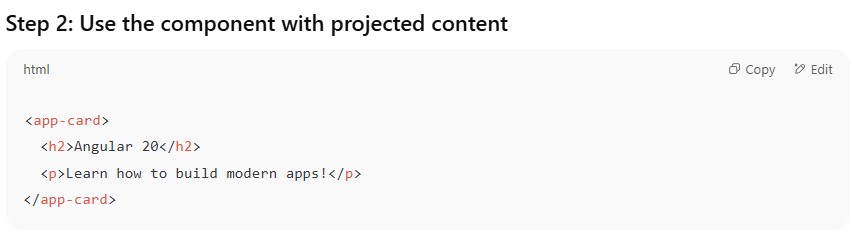 Step 2: Use the component with projected content
html
Copy
Edit
<app-card>
  <h2>Angular 20</h2>
  <p>Learn how to build modern apps!</p>
</app-card>